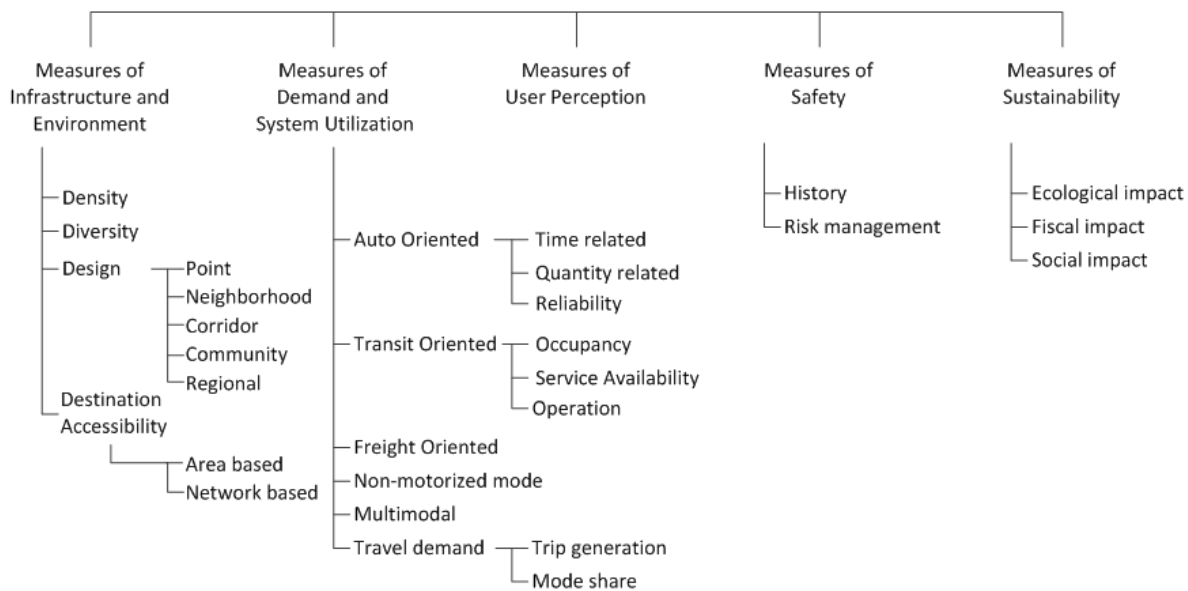 Measures of
Infrastructure and
Environment
Density
Diversity
Design
Point
Neighborhood
Corridor
Community
Regional
Destination
Accessibility
Area based
Network based
Measures of
Demand and
System Utilization
Auto Oriented
Time related
Quantity related
Reliability
Transit Oriented
Occupancy
Service Availability
Operation
Freight Oriented
Non-motorized mode
Multimodal
Travel demand
Trip generation
Mode share
Measures of
User Perception
Measures of
Safety
History
Risk management
Measures of
Sustainability
Ecological impact
Fiscal impact
Social impact